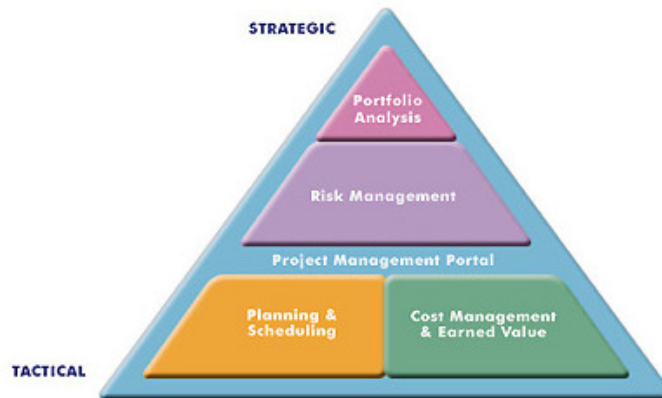 STRATEGIC
Portfolio
Analysis
Risk Management
Project Management Portal
Planning &
Scheduling
Cost Management
& Earned Value
TACTICAL